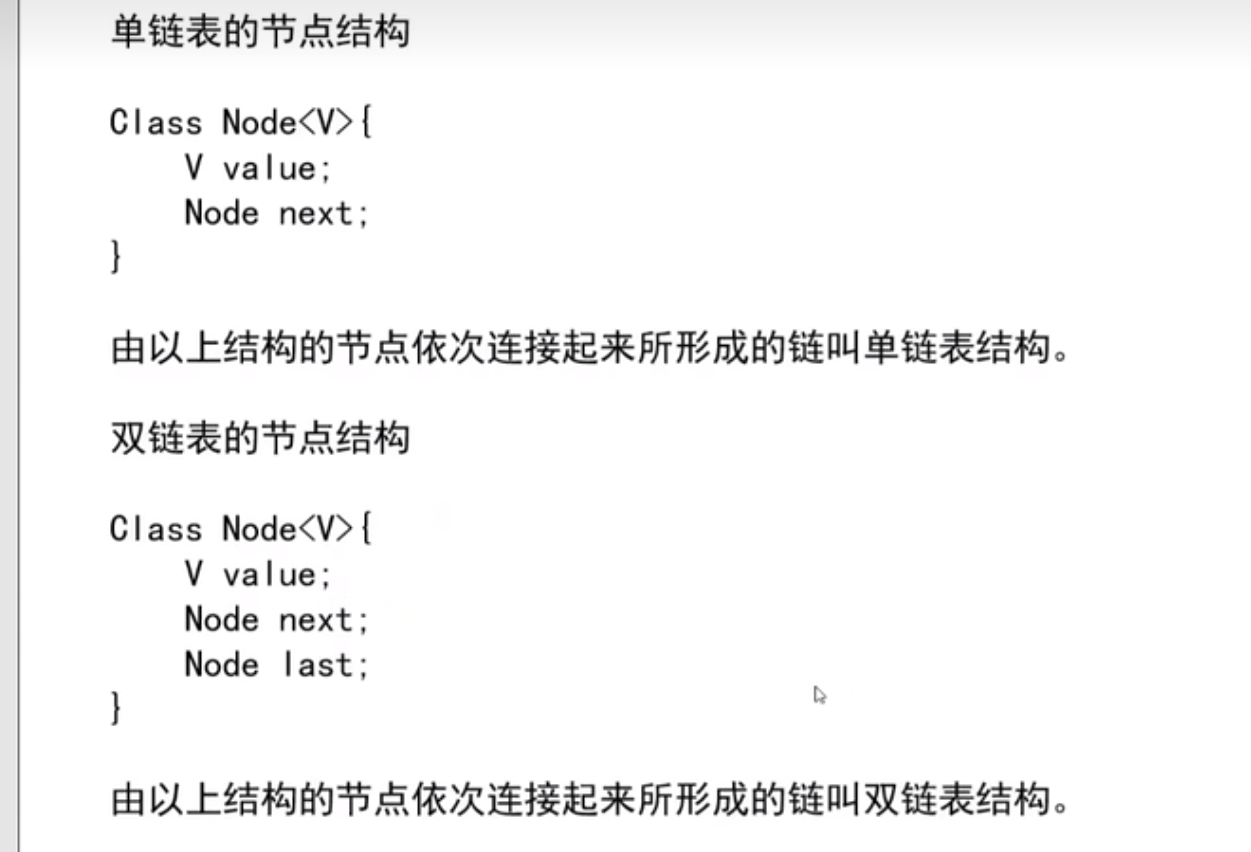 单链表的节点结构
Class Node<V>{
V value;
Node next;
}
由以上结构的节点依次连接起来所形成的链叫单链表结构。
双链表的节点结构
Class Node<V>{
V value;
Node next;
Node last;
}
由以上结构的节点依次连接起来所形成的链叫双链表结构。